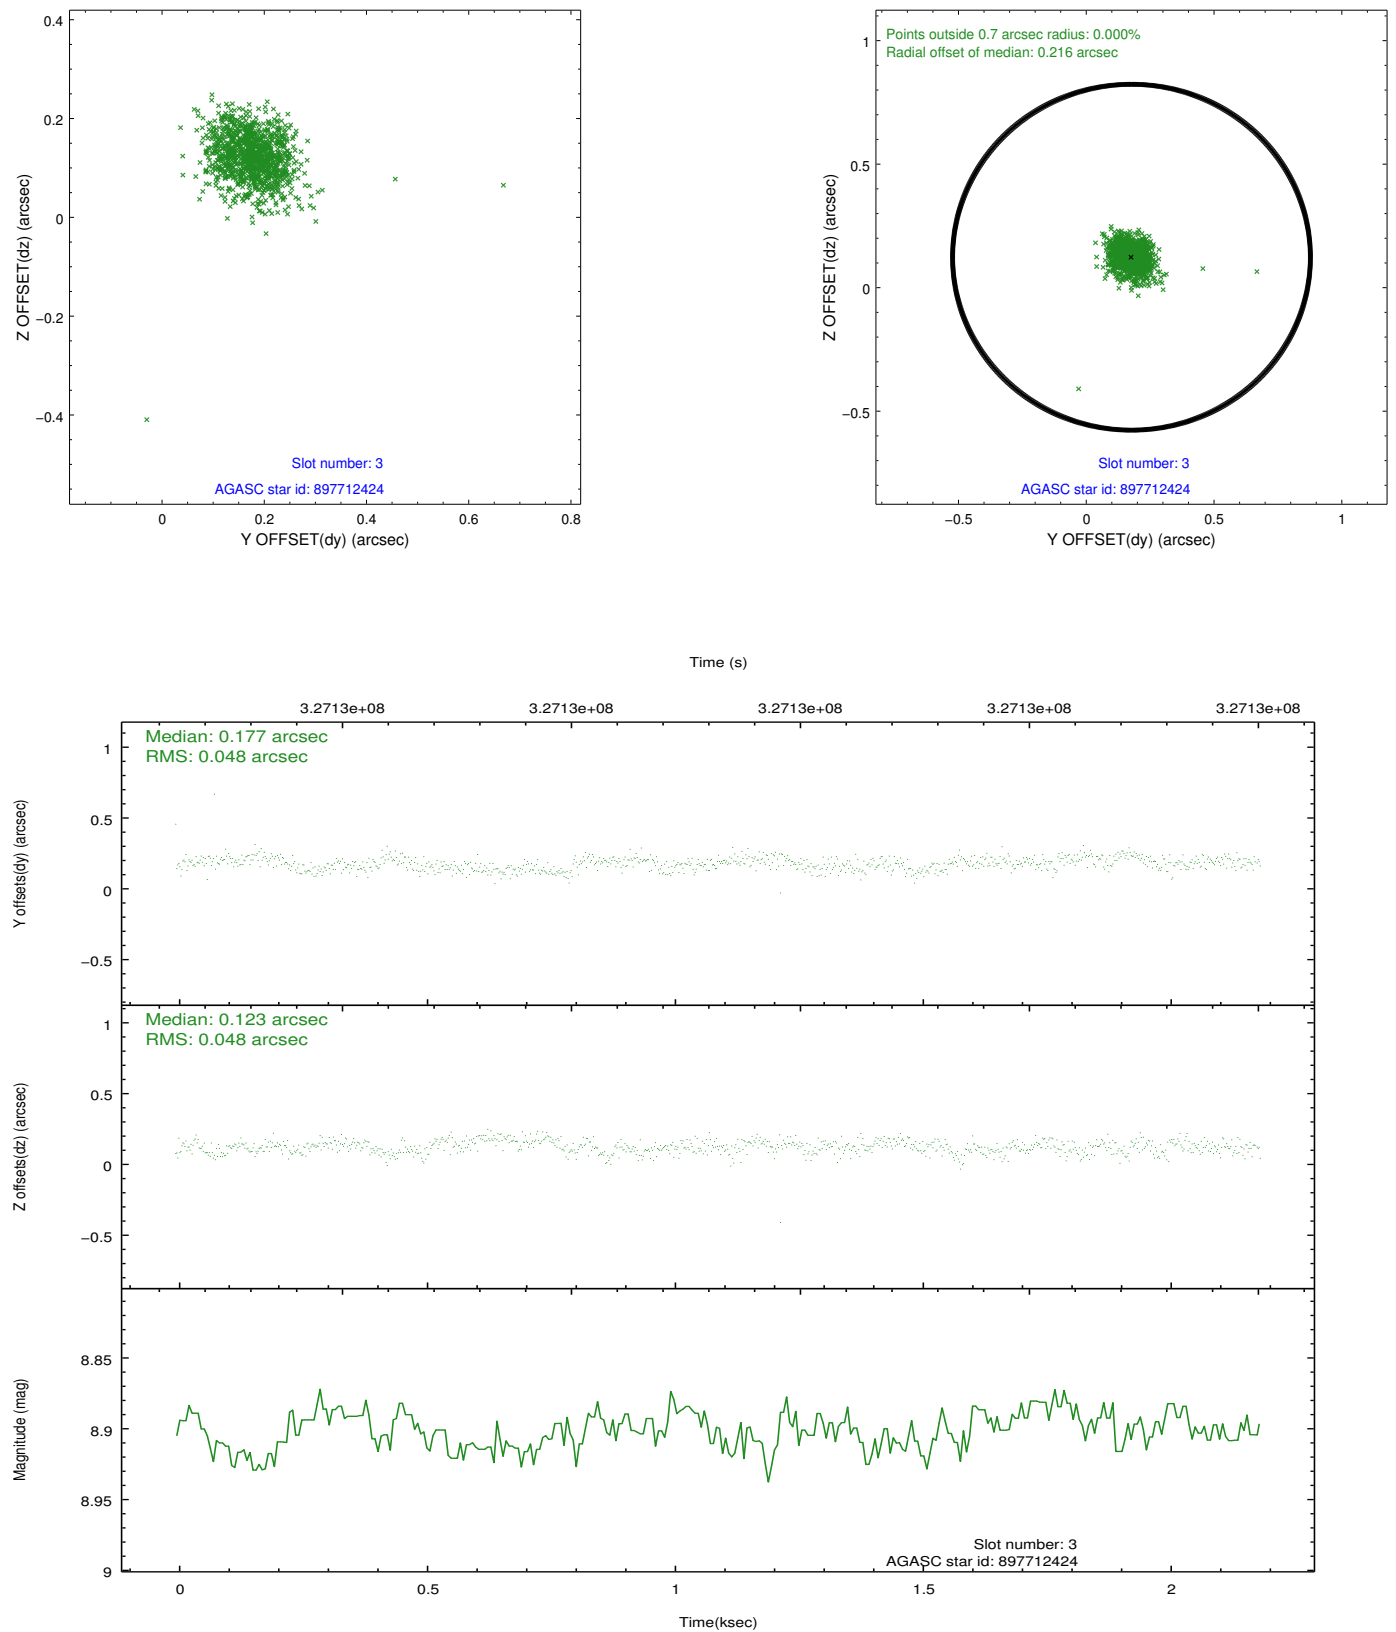 0.4
0.2
0
−0.2
−0.4
Z OFFSET(dz) (arcsec)
Slot number: 3
AGASC star id: 897712424
0 0.2 0.4 0.6 0.8
Y OFFSET(dy) (arcsec)
Points outside 0.7 arcsec radius: 0.000%
Radial offset of median: 0.216 arcsec
1
0.5
0
−0.5
Z OFFSET(dz) (arcsec)
Slot number: 3
AGASC star id: 897712424
−0.5 0 0.5 1
Y OFFSET(dy) (arcsec)
Time (s)
3.2713e+08 3.2713e+08 3.2713e+08 3.2713e+08 3.2713e+08
Median: 0.177 arcsec
RMS: 0.048 arcsec
1
0.5
0
−0.5
Y offsets(dy) (arcsec)
Median: 0.123 arcsec
RMS: 0.048 arcsec
1
0.5
0
−0.5
Z offsets(dz) (arcsec)
8.85
8.9
8.95
9
Magnitude (mag)
Slot number: 3
AGASC star id: 897712424
0 0.5 1 1.5 2
Time(ksec)